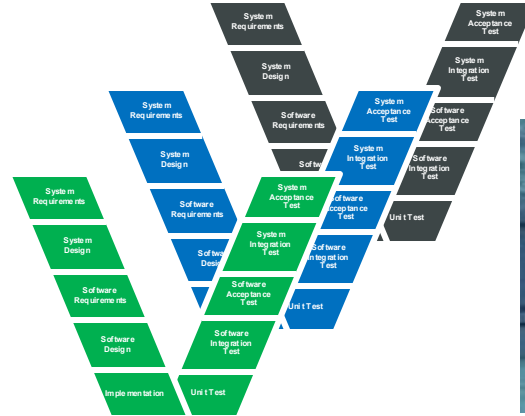 System
Requirements
System
Design
Software
Requirements
Softw
System
Acceptance
Test
System
Integration
Test
Software
Acceptance
Test
Software
Integration
Test
Unit Test
System
Requirements
System
Design
Software
Requirements
Softwa
Desig
System
Acceptance
Test
System
Integration
Test
Software
Acceptance
Test
Software
Integration
Test
Unit Test
System
Requirements
System
Design
Software
Requirements
Software
Design
Implementation
System
Acceptance
Test
System
Integration
Test
Software
Acceptance
Test
Software
Integration
Test
Unit Test